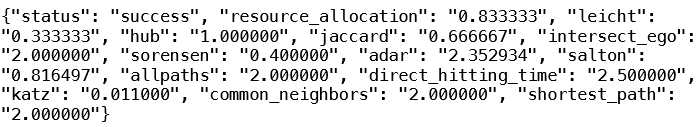 {"status": "success", "resource_allocation": "0.833333", "leicht":
"0.333333", "hub": "1.000000", "jaccard": "0.666667", "intersect_ego":
"2.000000", "sorensen": "0.400000", "adar": "2.352934", "salton":
"0.816497", "allpaths": "2.000000", "direct_hitting_time": "2.500000",
"katz": "0.011000", "common_neighbors": "2.000000", "shortest_path":
"2.000000"}